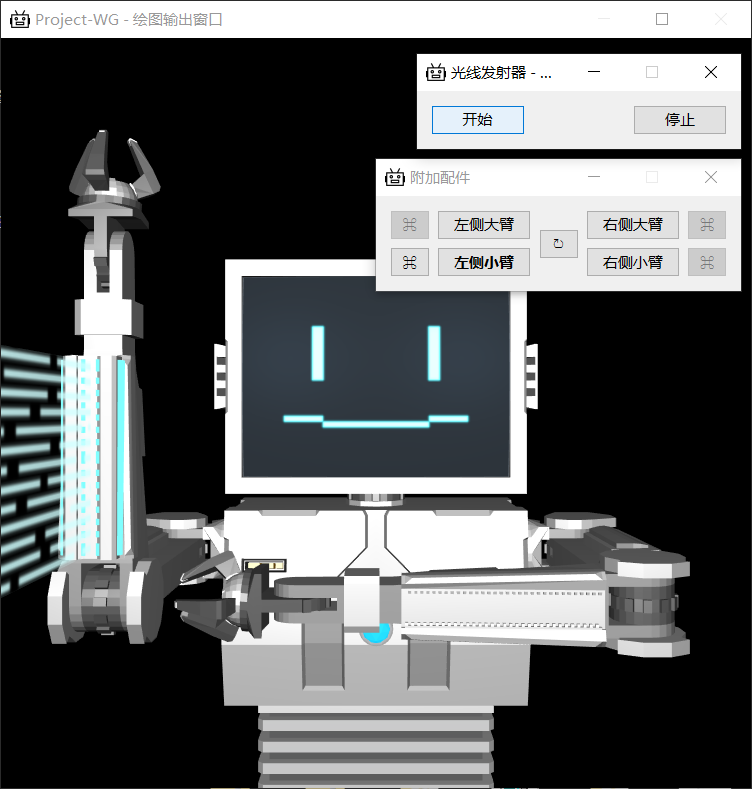 Project-WG - 绘图输出窗口
光线发射器 - ...
开始
停止
附加配件
⌘ 左侧大臂 右侧大臂 ⌘
↻
⌘ 左侧小臂 右侧小臂 ⌘